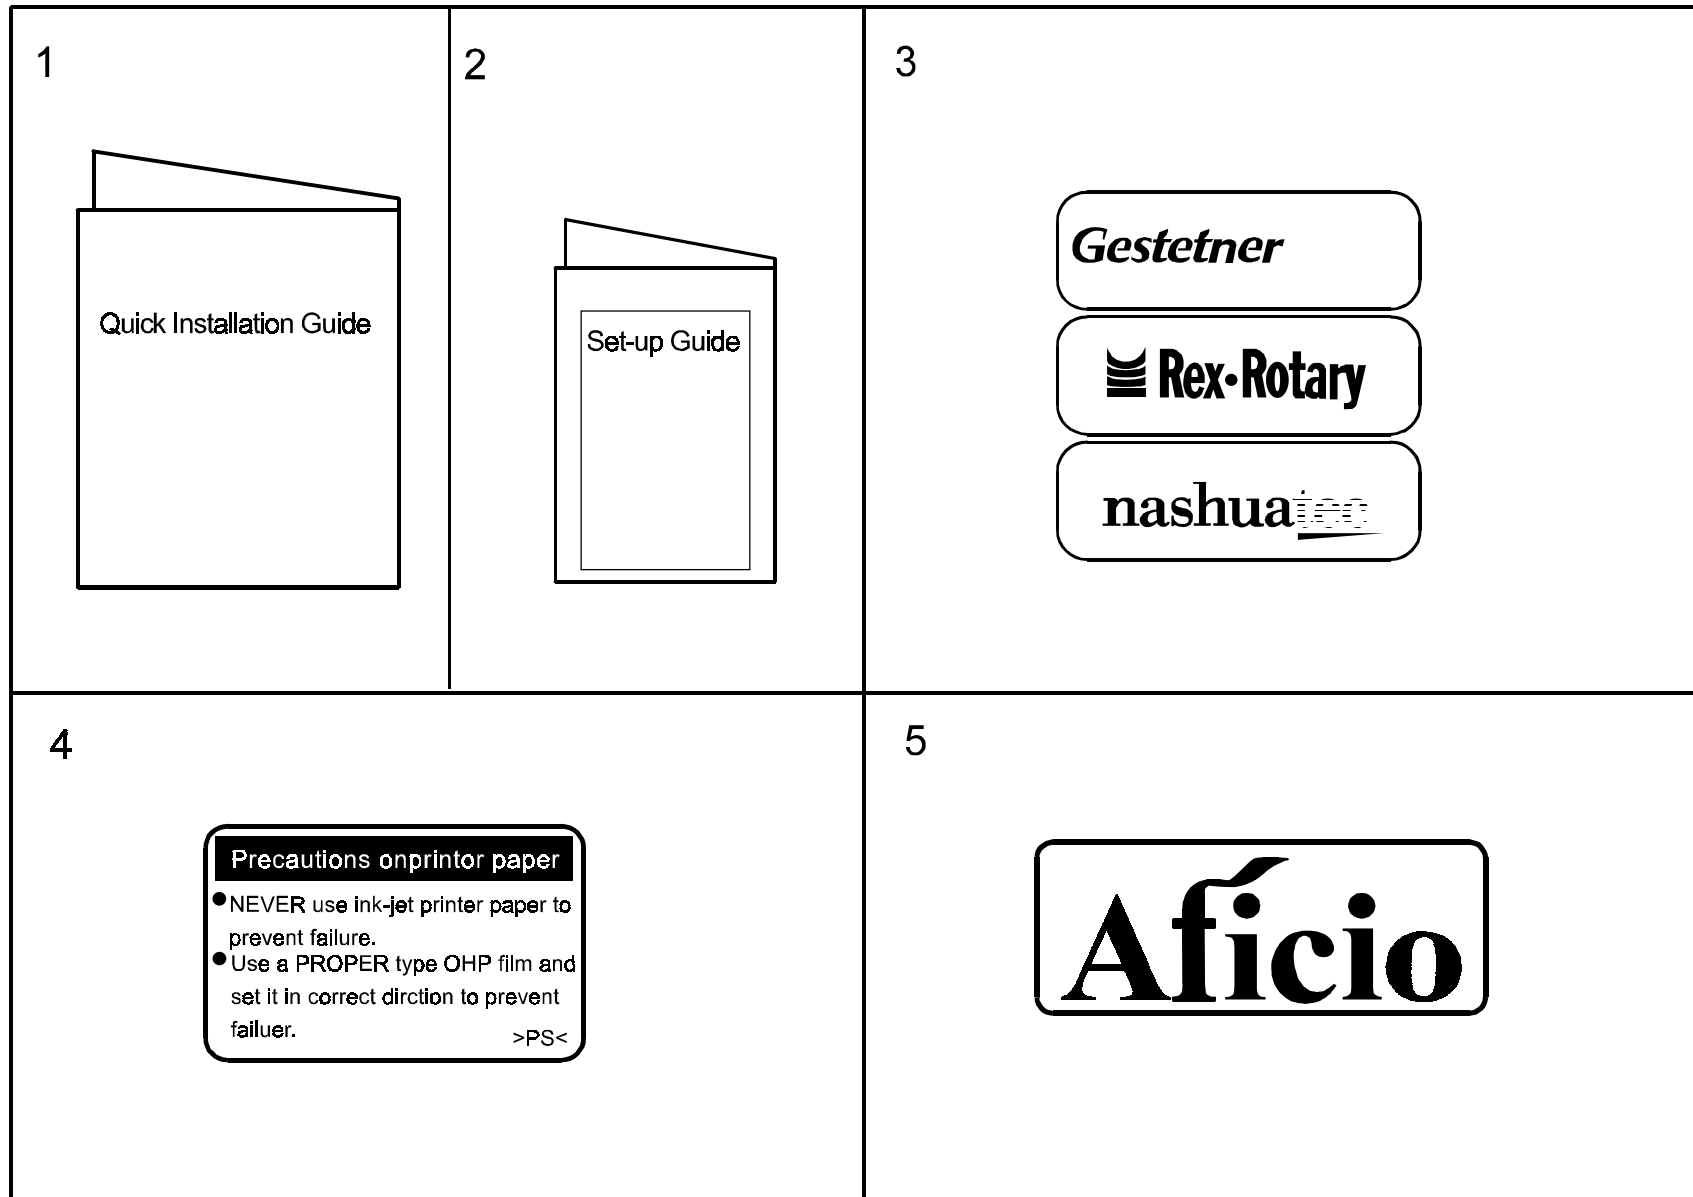 1
2
3
Quick Installation Guide
Set-up Guide
Gestetner
Rex·Rotary
nashuatec
4
5
Precautions onprintor paper
●NEVER use ink-jet printer paper to
prevent failure.
●Use a PROPER type OHP film and
set it in correct dirction to prevent
failuer.
>PS<
Aficio